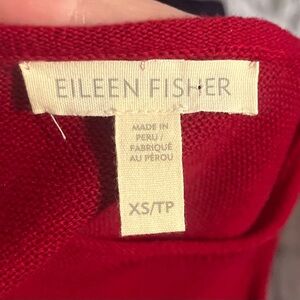 EILEEN FISHER
MADE IN
PERU /
FABRIQUÉ
AU PÉROU
XS/TP